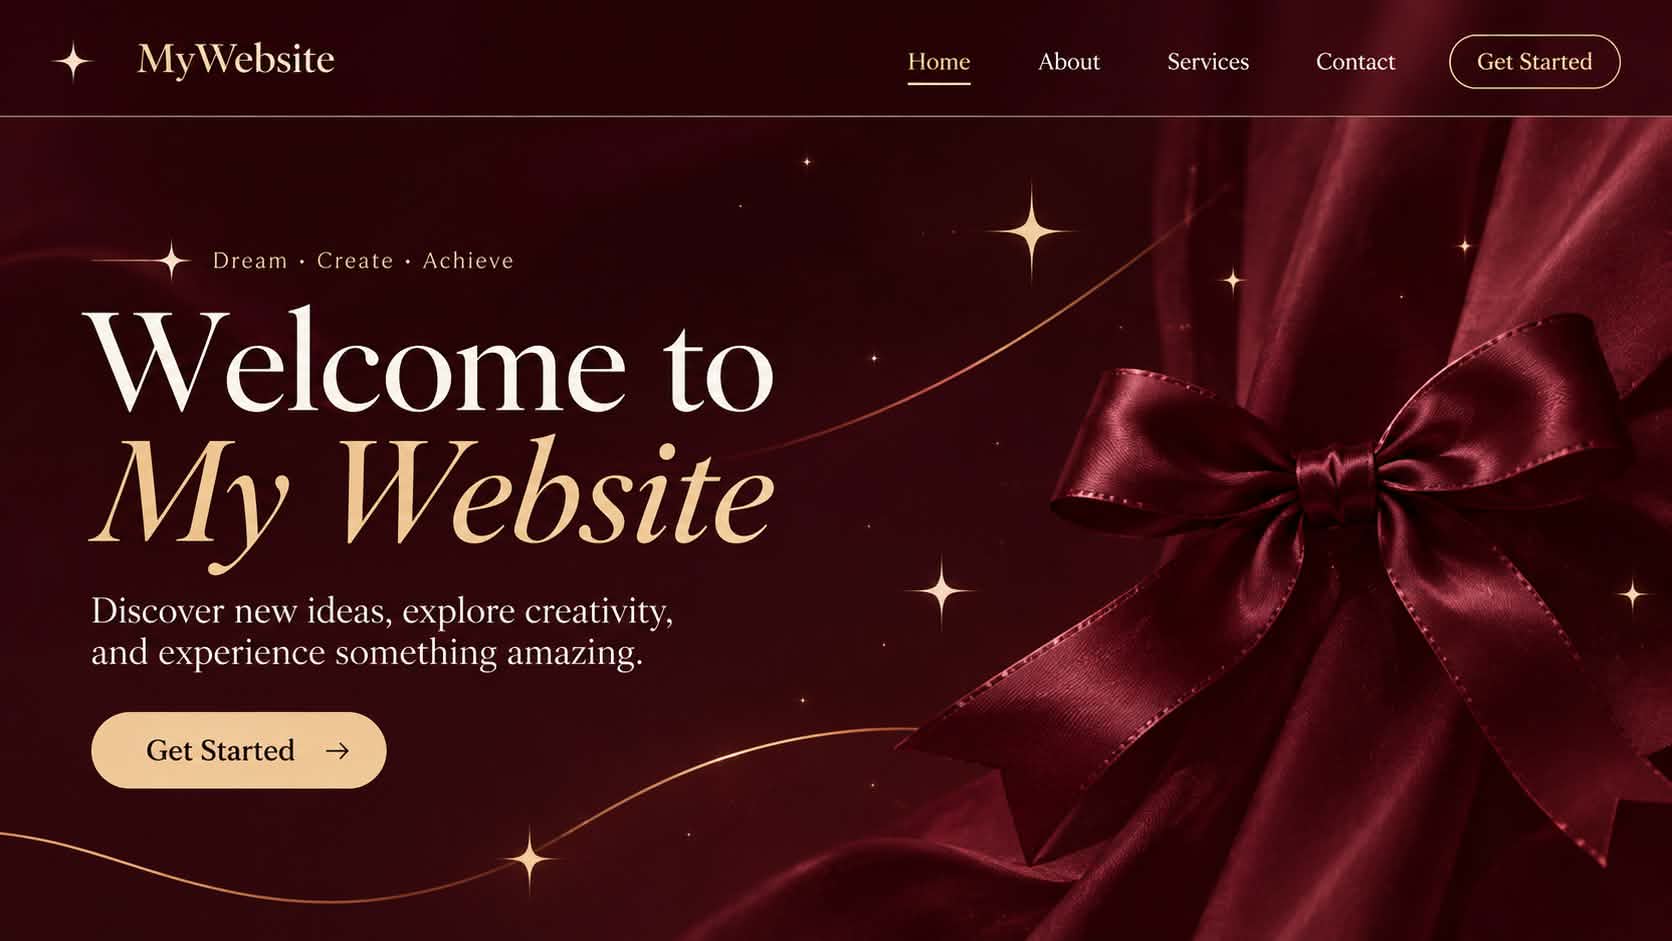 MyWebsite
Home About Services Contact Get Started
Dream · Create · Achieve
Welcome to
My Website
Discover new ideas, explore creativity,
and experience something amazing.
Get Started →